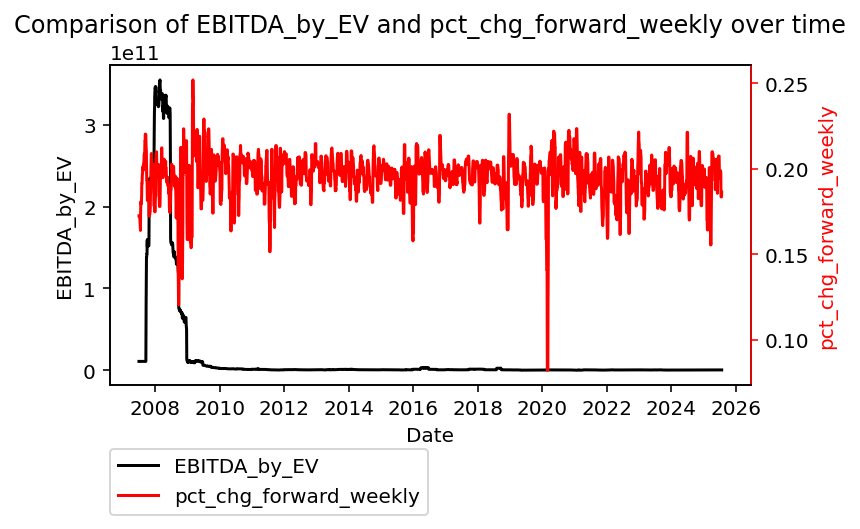 Comparison of EBITDA_by_EV and pct_chg_forward_weekly over time
1e11
3
2
1
0
EBITDA_by_EV
0.25
0.20
0.15
0.10
pct_chg_forward_weekly
2008 2010 2012 2014 2016 2018 2020 2022 2024 2026
Date
EBITDA_by_EV
pct_chg_forward_weekly